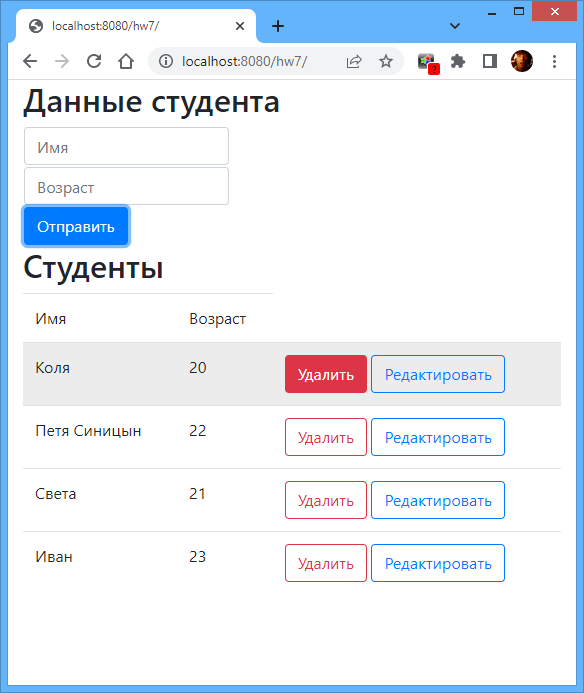 localhost:8080/hw7/
localhost:8080/hw7/
Данные студента
Имя
Возраст
Отправить
Студенты
Имя Возраст
Коля 20 Удалить Редактировать
Петя Синицын 22 Удалить Редактировать
Света 21 Удалить Редактировать
Иван 23 Удалить Редактировать